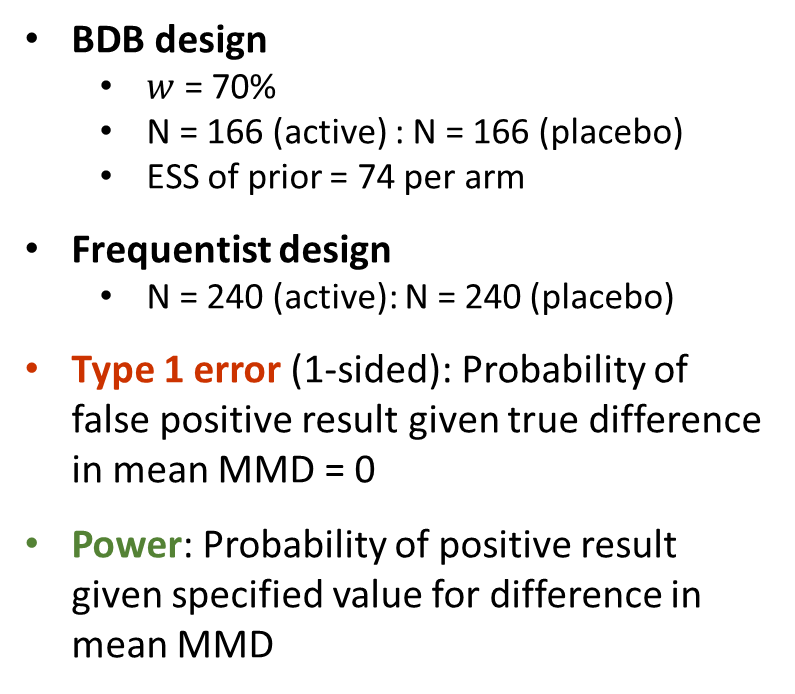 • BDB design
• w = 70%
• N = 166 (active) : N = 166 (placebo)
• ESS of prior = 74 per arm
• Frequentist design
• N = 240 (active): N = 240 (placebo)
• Type 1 error (1-sided): Probability of
false positive result given true difference
in mean MMD = 0
• Power: Probability of positive result
given specified value for difference in
mean MMD